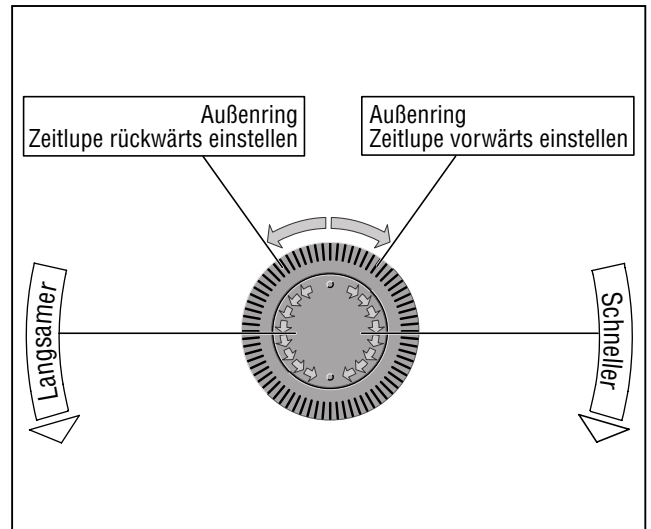 Außenring
Zeitlupe rückwärts einstellen
Außenring
Zeitlupe vorwärts einstellen
Langsamer
Schneller